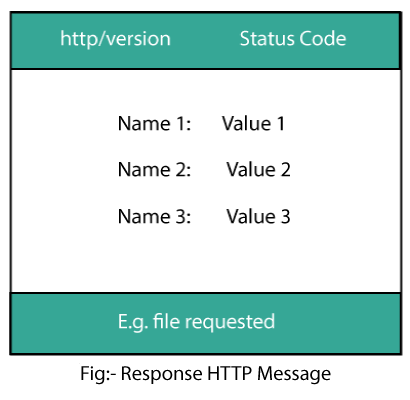 http/version Status Code
Name 1: Value 1
Name 2: Value 2
Name 3: Value 3
E.g. file requested
Fig:- Response HTTP Message